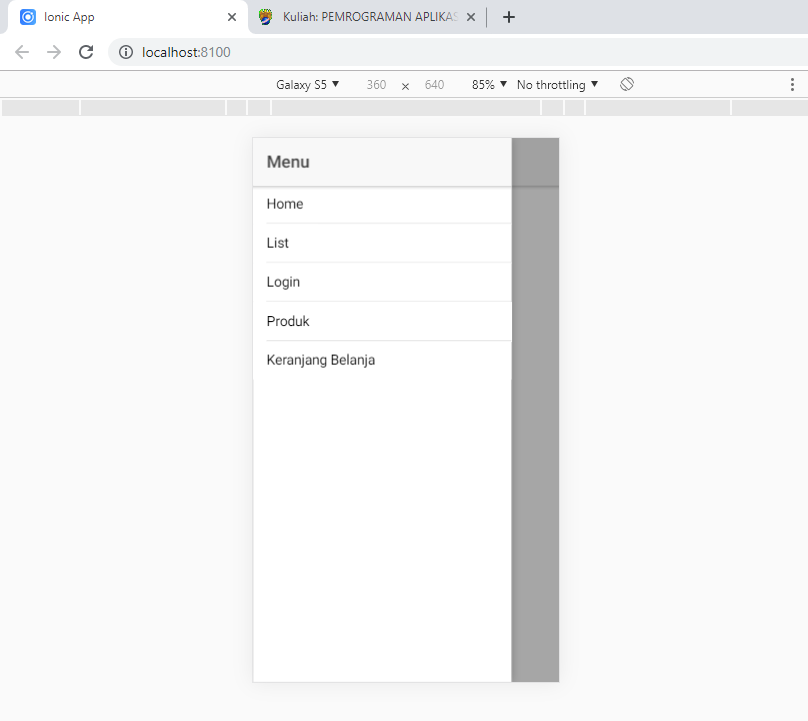 Ionic App
Kuliah: PEMROGRAMAN APLIKAS
localhost:8100
Galaxy S5 ▼ 360 × 640 85% ▼ No throttling ▼
Menu
Home
List
Login
Produk
Keranjang Belanja